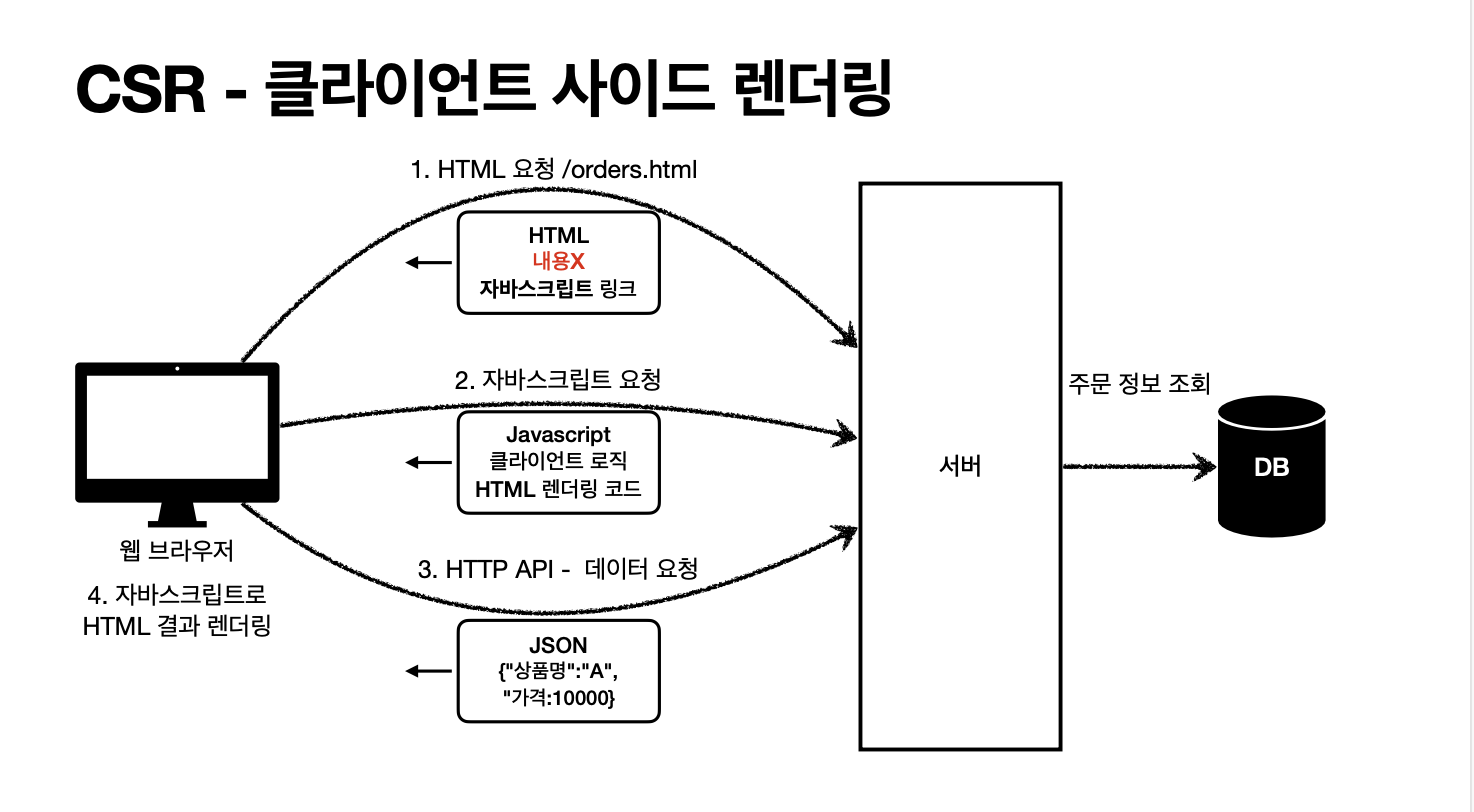 CSR - 클라이언트 사이드 렌더링
1. HTML 요청 /orders.html
HTML
내용X
자바스크립트 링크
2. 자바스크립트 요청
Javascript
클라이언트 로직
HTML 렌더링 코드
서버
주문 정보 조회
DB
웹 브라우저
4. 자바스크립트로
HTML 결과 렌더링
3. HTTP API - 데이터 요청
JSON
{"상품명":"A",
"가격:10000}